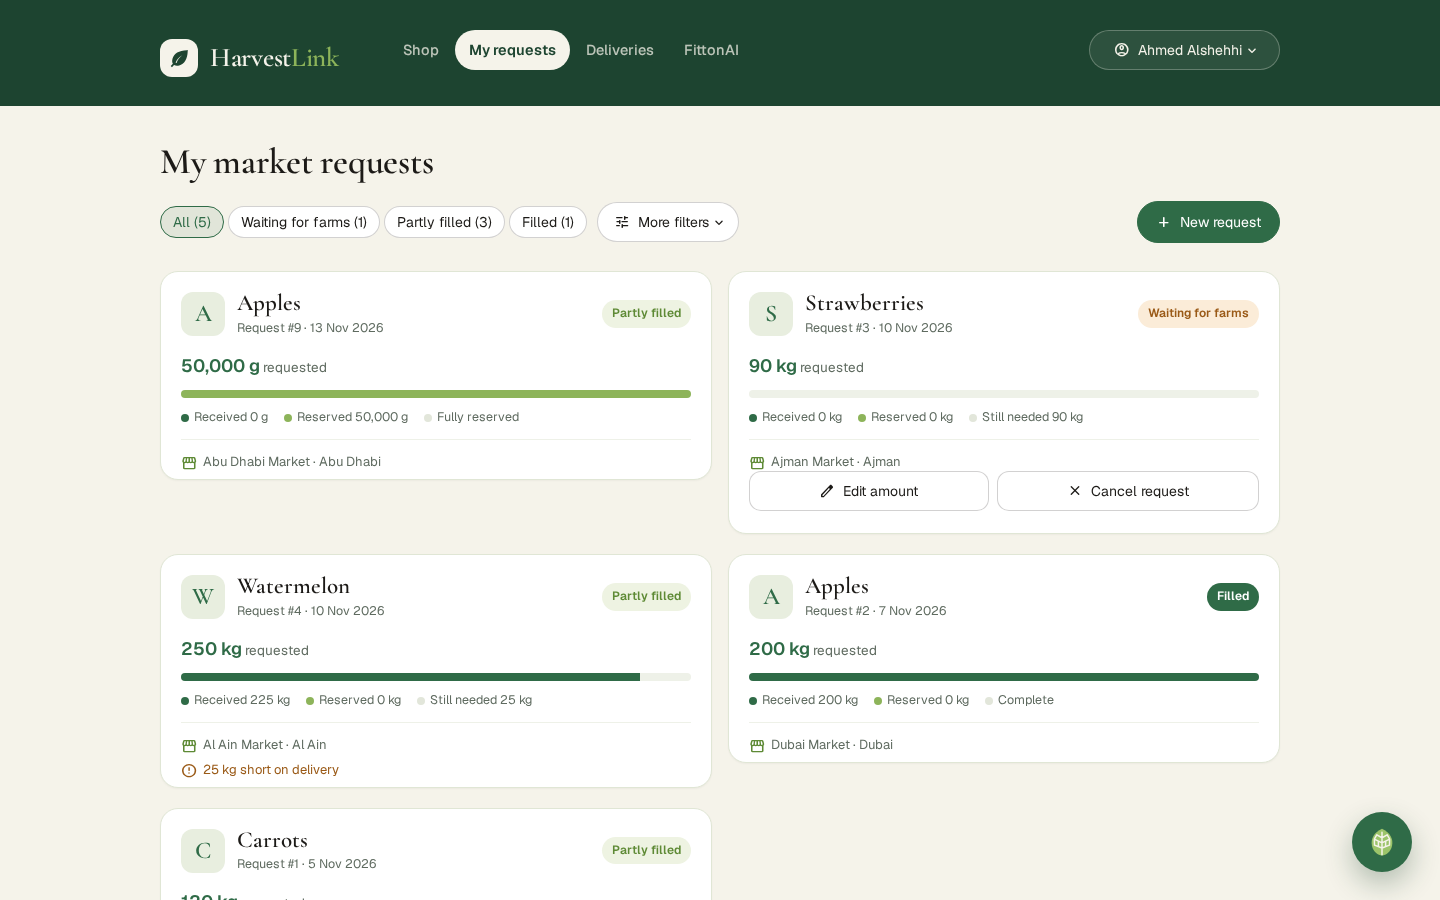 HarvestLink
Shop
My requests
Deliveries
FittonAI
Ahmed Alshehhi
My market requests
All (5)
Waiting for farms (1)
Partly filled (3)
Filled (1)
More filters
+ New request
A
Apples
Request #9 · 13 Nov 2026
Partly filled
50,000 g requested
Received 0 g
Reserved 50,000 g
Fully reserved
Abu Dhabi Market · Abu Dhabi
S
Strawberries
Request #3 · 10 Nov 2026
Waiting for farms
90 kg requested
Received 0 kg
Reserved 0 kg
Still needed 90 kg
Ajman Market · Ajman
Edit amount
Cancel request
W
Watermelon
Request #4 · 10 Nov 2026
Partly filled
250 kg requested
Received 225 kg
Reserved 0 kg
Still needed 25 kg
Al Ain Market · Al Ain
25 kg short on delivery
A
Apples
Request #2 · 7 Nov 2026
Filled
200 kg requested
Received 200 kg
Reserved 0 kg
Complete
Dubai Market · Dubai
C
Carrots
Request #1 · 5 Nov 2026
Partly filled